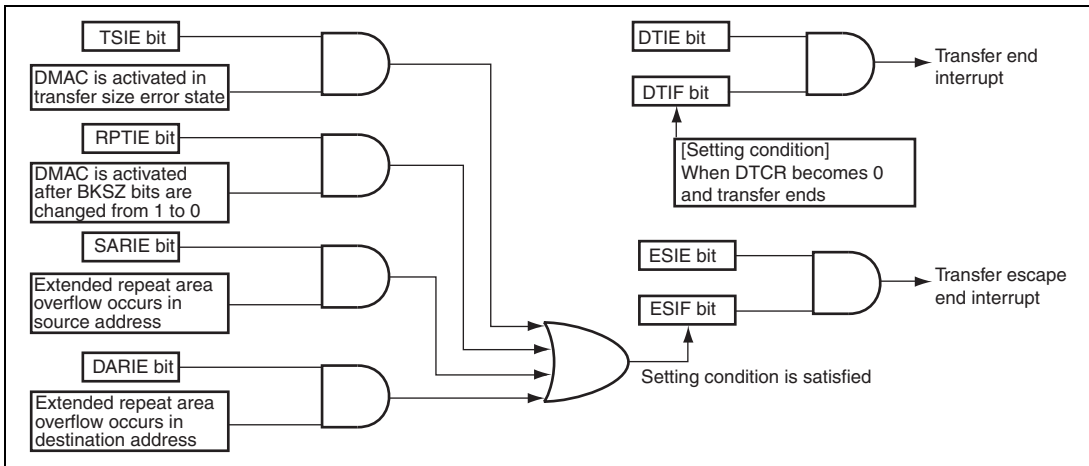 TSIE bit
DMAC is activated in
transfer size error state
RPTIE bit
DMAC is activated
after BKSZ bits are
changed from 1 to 0
SARIE bit
Extended repeat area
overflow occurs in
source address
DARIE bit
Extended repeat area
overflow occurs in
destination address
DTIE bit
DTIF bit
Transfer end
interrupt
[Setting condition]
When DTCR becomes 0
and transfer ends
ESIE bit
ESIF bit
Transfer escape
end interrupt
Setting condition is satisfied